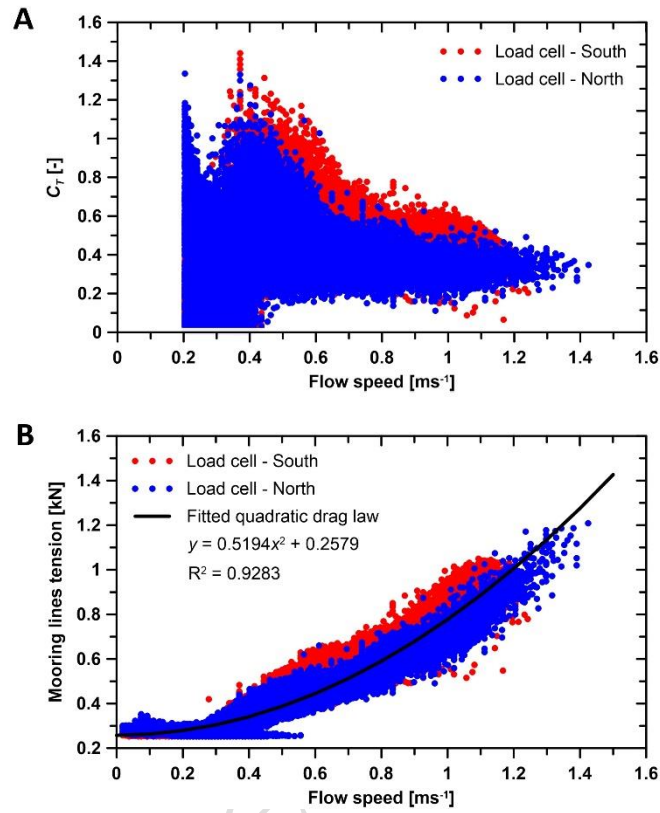 A
1.6
1.4
1.2
1
0.8
0.6
0.4
0.2
0
C_T [-]
Load cell - South
Load cell - North
0 0.2 0.4 0.6 0.8 1 1.2 1.4 1.6
Flow speed [ms⁻¹]
B
1.6
1.4
1.2
1
0.8
0.6
0.4
0.2
Mooring lines tension [kN]
Load cell - South
Load cell - North
Fitted quadratic drag law
y = 0.5194x² + 0.2579
R² = 0.9283
0 0.2 0.4 0.6 0.8 1 1.2 1.4 1.6
Flow speed [ms⁻¹]